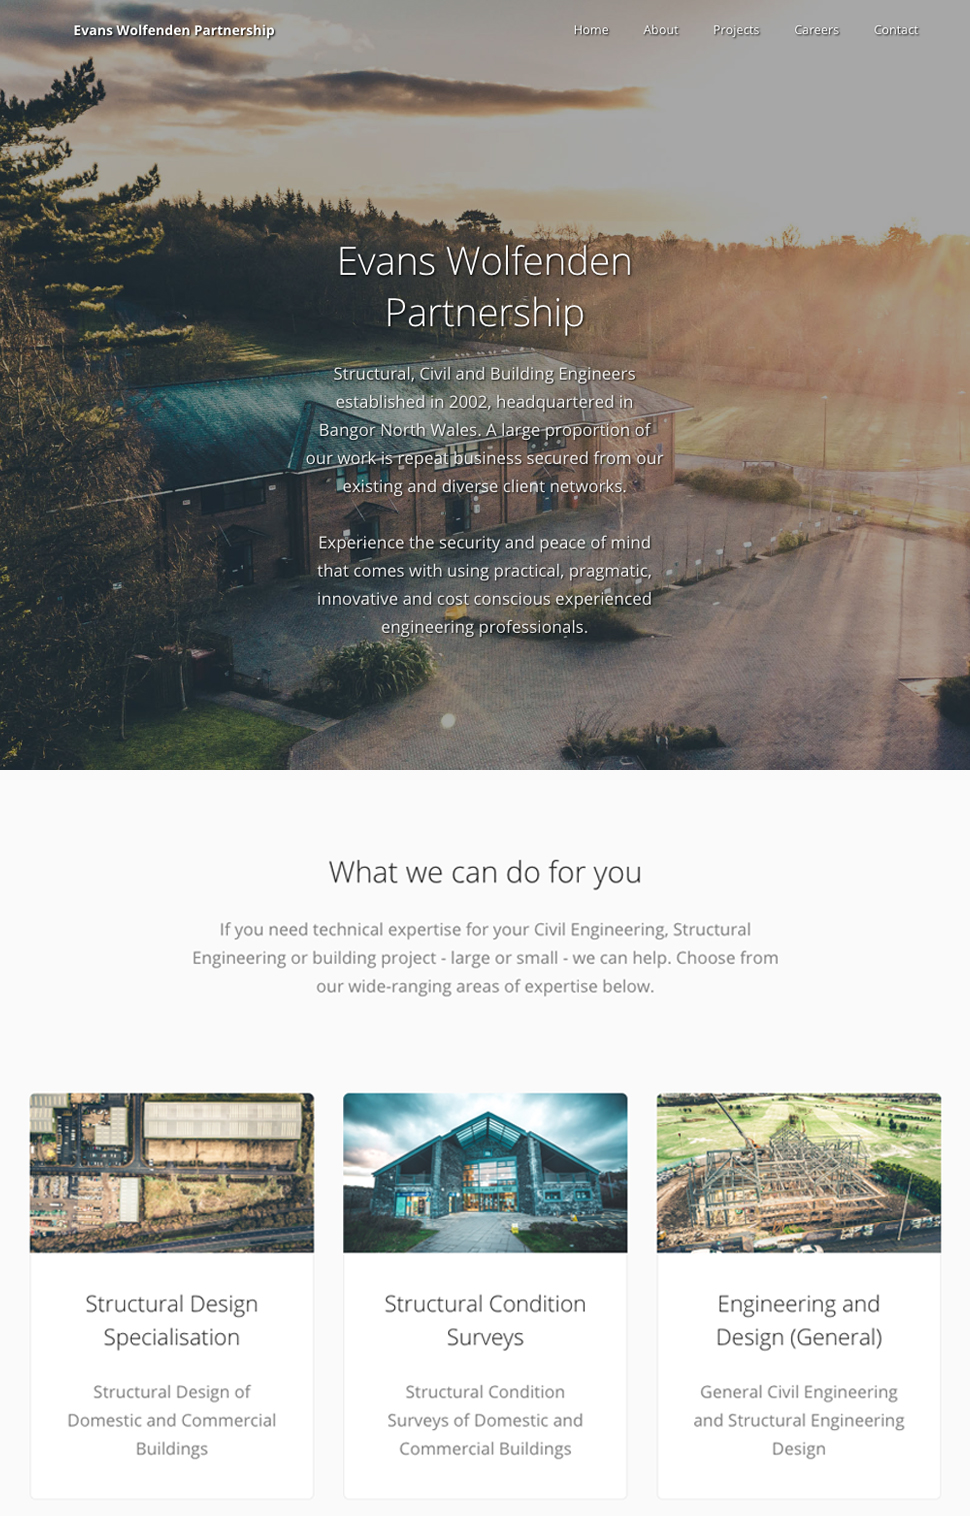 Evans Wolfenden Partnership
Home About Projects Careers Contact
Evans Wolfenden
Partnership
Structural, Civil and Building Engineers
established in 2002, headquartered in
Bangor North Wales. A large proportion of
our work is repeat business secured from our
existing and diverse client networks.
Experience the security and peace of mind
that comes with using practical, pragmatic,
innovative and cost conscious experienced
engineering professionals.
What we can do for you
If you need technical expertise for your Civil Engineering, Structural
Engineering or building project - large or small - we can help. Choose from
our wide-ranging areas of expertise below.
Structural Design
Specialisation
Structural Design of
Domestic and Commercial
Buildings
Structural Condition
Surveys
Structural Condition
Surveys of Domestic and
Commercial Buildings
Engineering and
Design (General)
General Civil Engineering
and Structural Engineering
Design